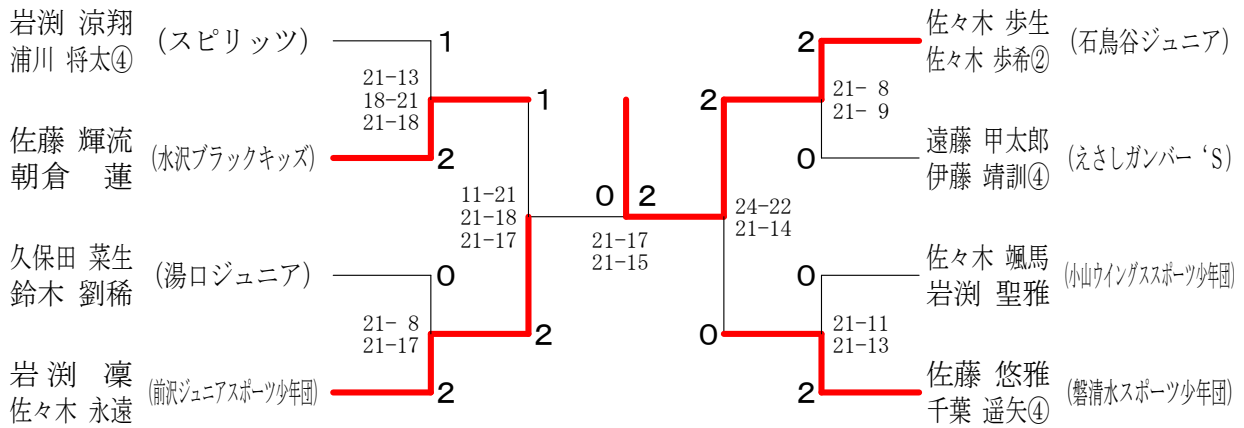 岩渕 涼翔
浦川 将太④
(スピリッツ)
1
21-13
18-21
21-18
1
佐藤 輝流
朝倉 蓮
(水沢ブラックキッズ)
2
11-21
21-18
21-17
久保田 菜生
鈴木 劉稀
(湯口ジュニア)
0
21- 8
21-17
2
岩渕 凜
佐々木 永遠
(前沢ジュニアスポーツ少年団)
2
0 2
21-17
21-15
2
佐々木 歩生
佐々木 歩希②
(石鳥谷ジュニア)
2
21- 8
21- 9
0
遠藤 甲太郎
伊藤 靖訓④
(えさしガンバー‘S)
24-22
21-14
0
佐々木 颯馬
岩渕 聖雅
(小山ウイングススポーツ少年団)
0
21-11
21-13
2
佐藤 悠雅
千葉 遥矢④
(磐清水スポーツ少年団)